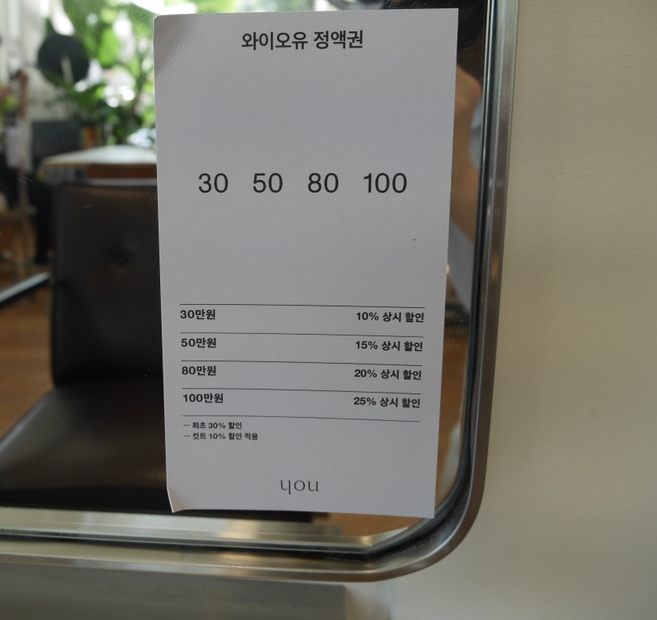 와이오유 정액권
30 50 80 100
30만원 10% 상시 할인
50만원 15% 상시 할인
80만원 20% 상시 할인
100만원 25% 상시 할인
— 최초 30% 할인
— 컷트 10% 할인 적용
you